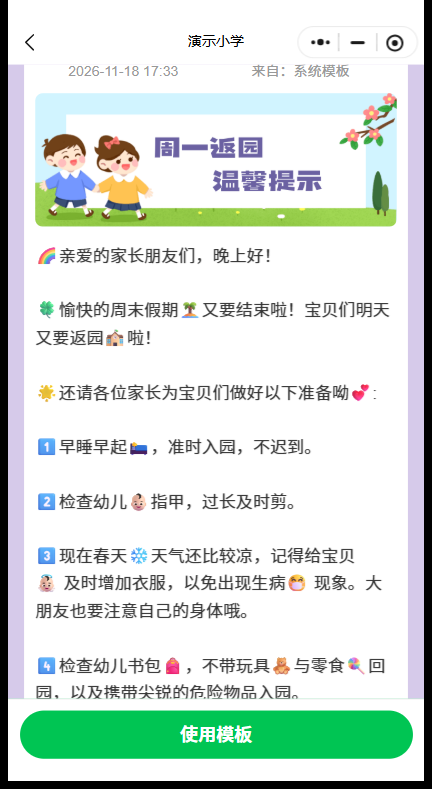 演示小学
2026-11-18 17:33 来自：系统模板
周一返园
温馨提示
🌈亲爱的家长朋友们，晚上好！
🍀愉快的周末假期🏝️又要结束啦！宝贝们明天
又要返园🏫啦！
🌟还请各位家长为宝贝们做好以下准备呦💕：
1️⃣早睡早起🛏️，准时入园，不迟到。
2️⃣检查幼儿👶🏻指甲，过长及时剪。
3️⃣现在春天❄️天气还比较凉，记得给宝贝
👶🏻 及时增加衣服，以免出现生病😷 现象。大
朋友也要注意自己的身体哦。
4️⃣检查幼儿书包🎒，不带玩具🧸与零食🍭回
园，以及携带尖锐的危险物品入园。
使用模板